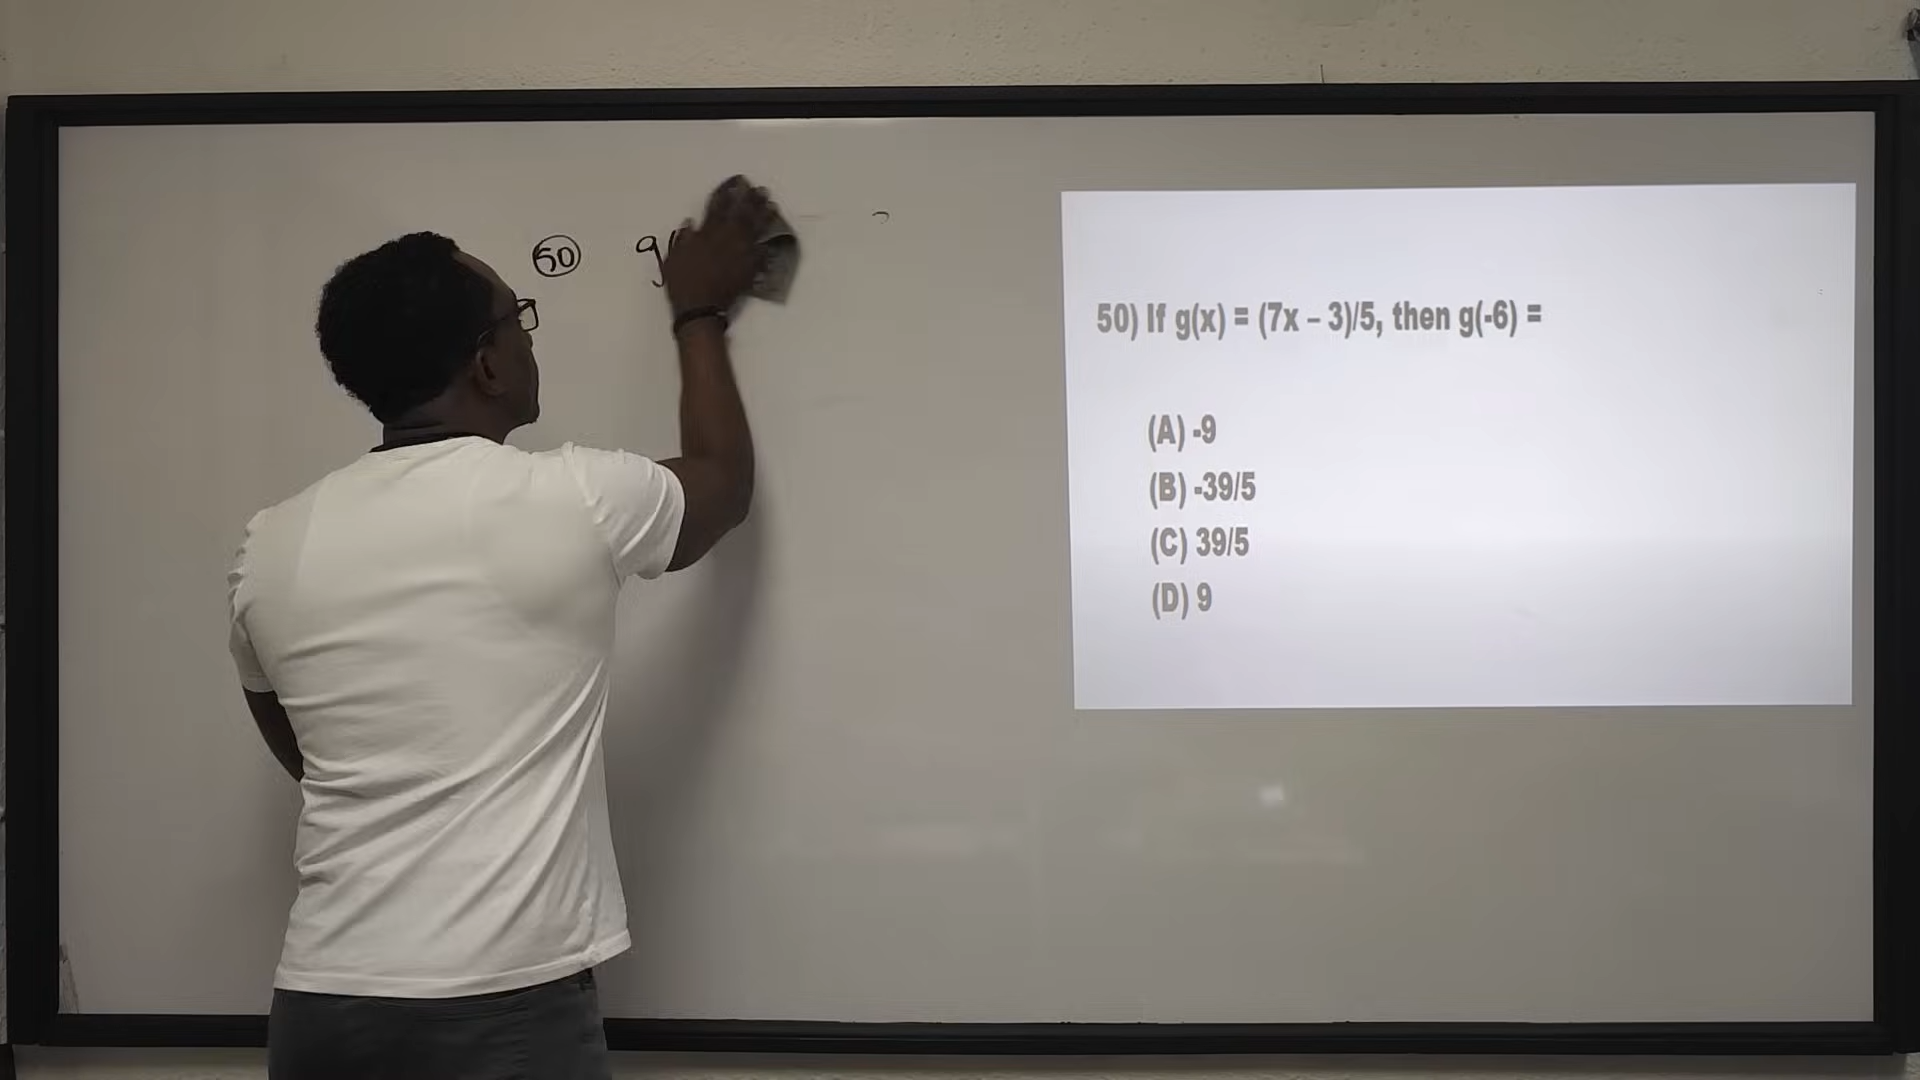 50 g(
50) If g(x) = (7x – 3)/5, then g(-6) =
(A) -9
(B) -39/5
(C) 39/5
(D) 9